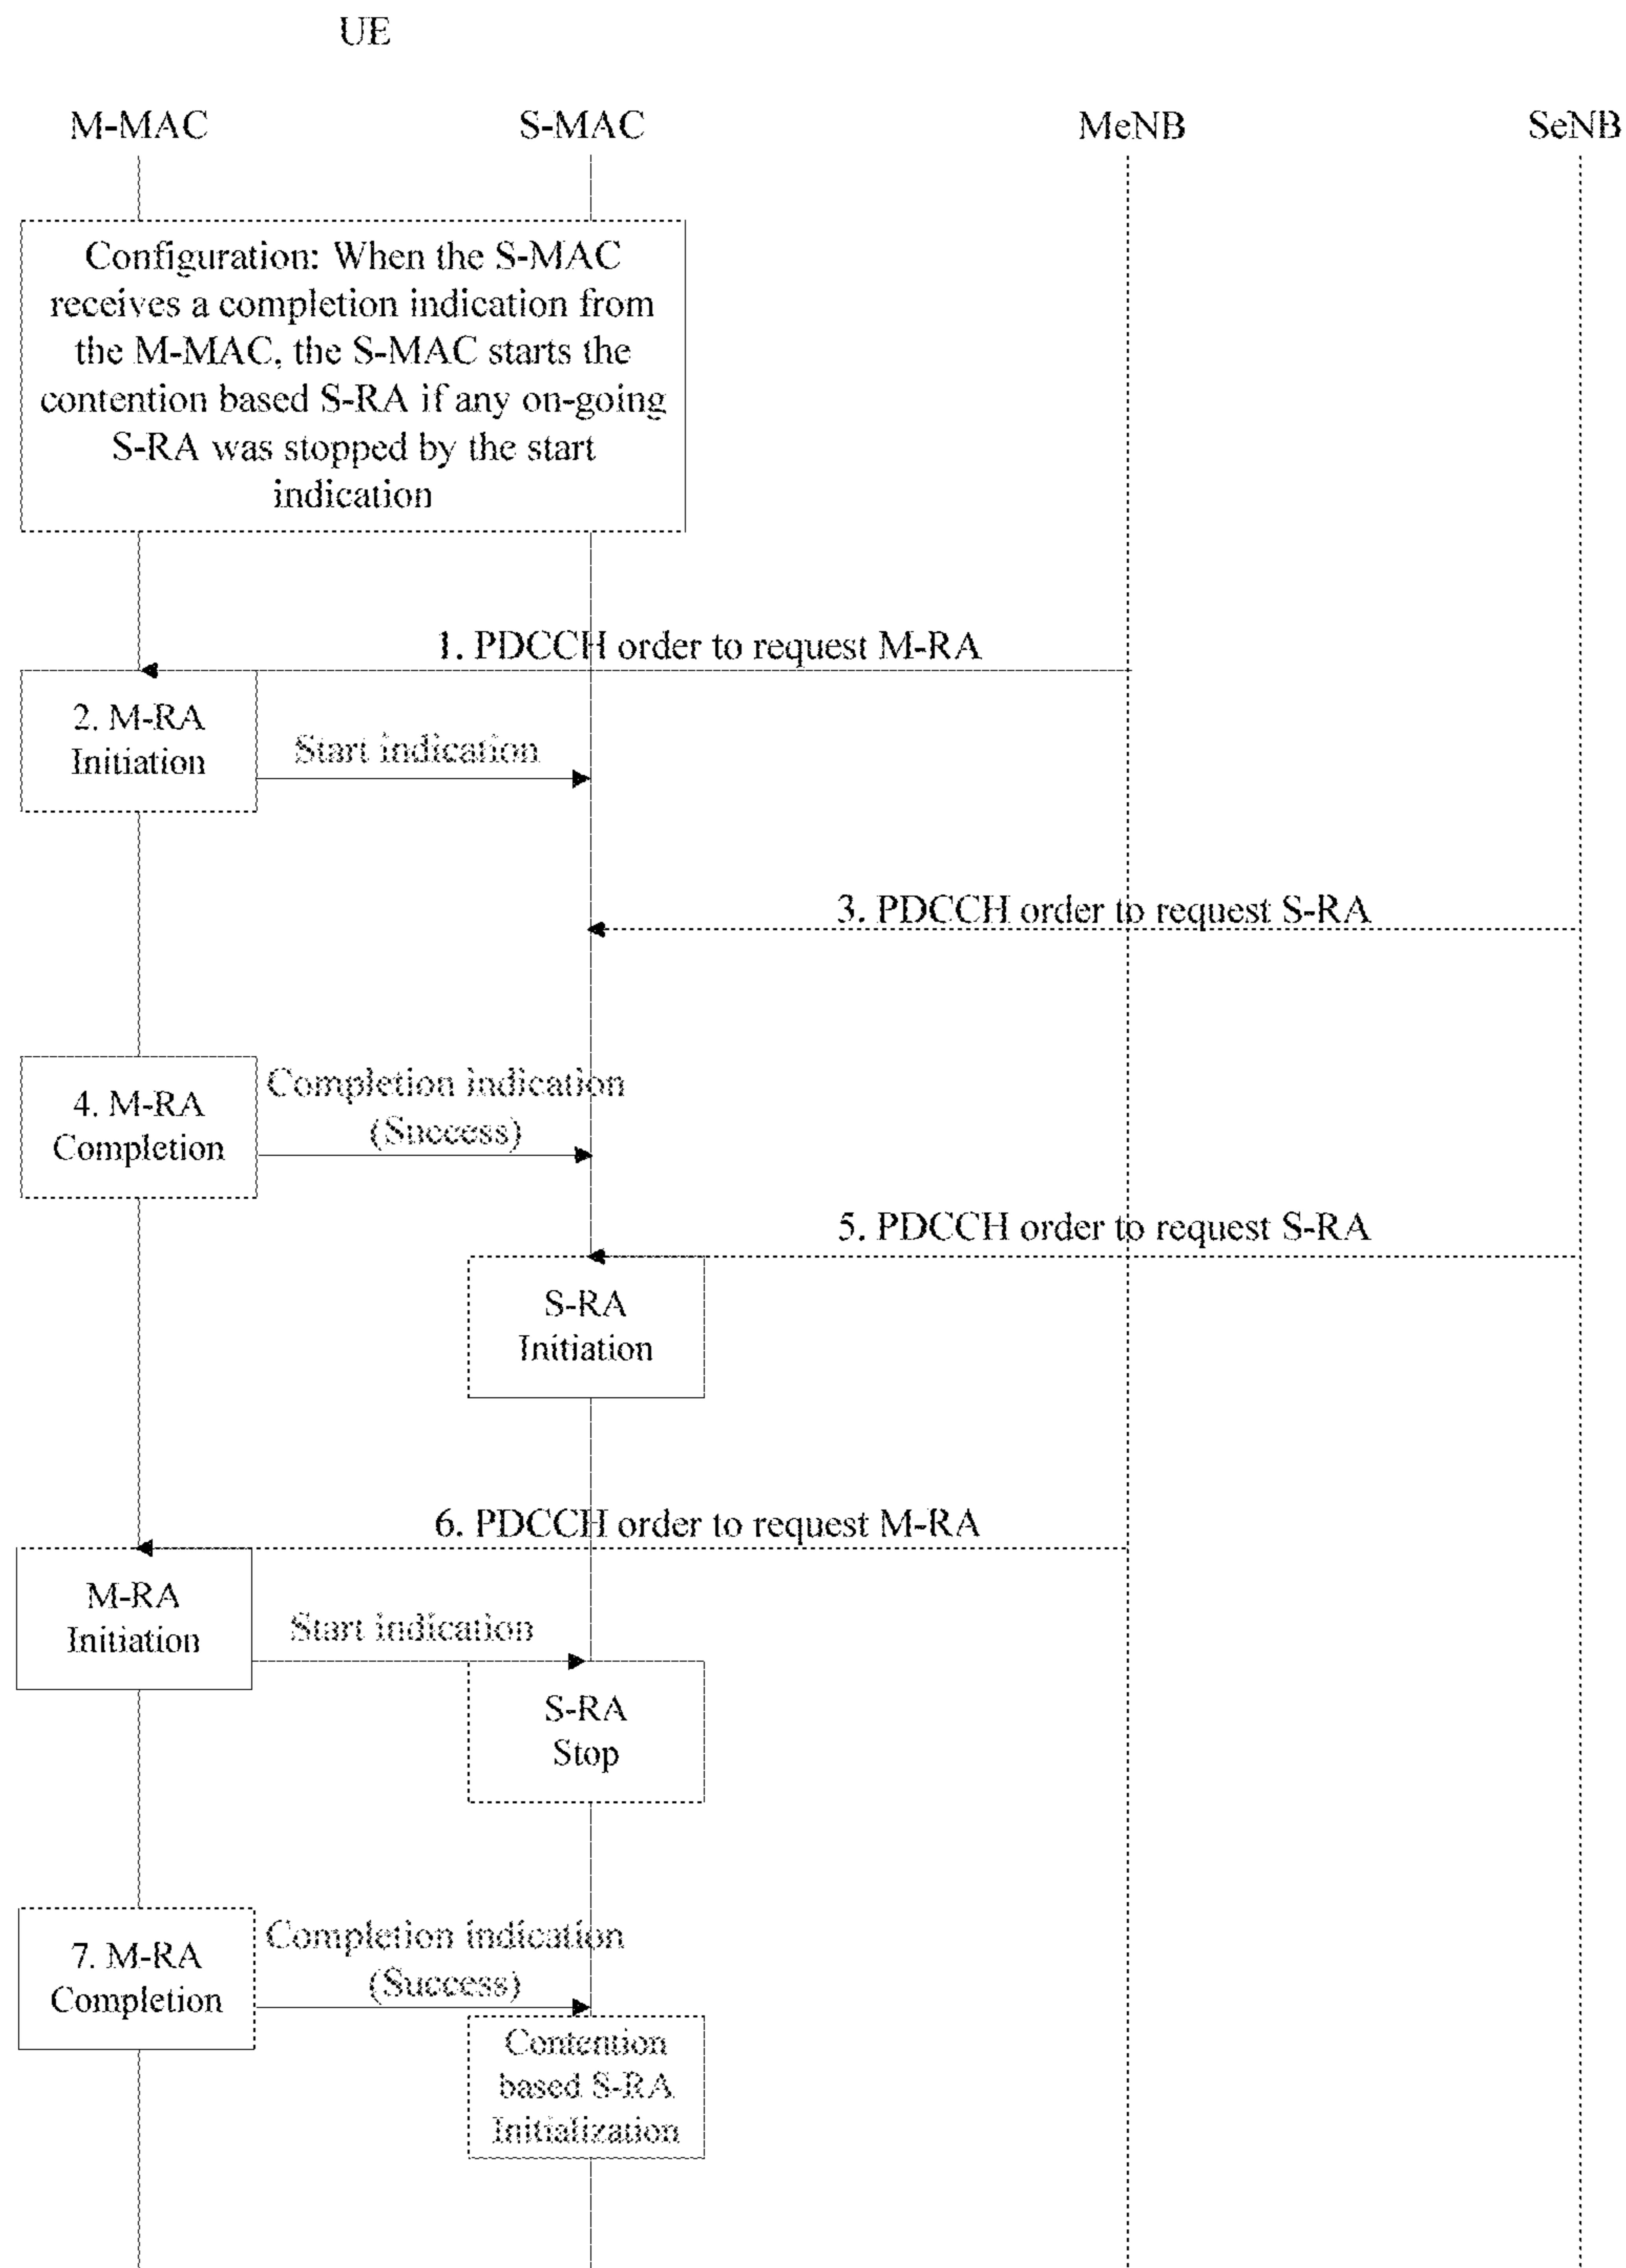 UE
M-MAC
S-MAC
MeNB
SeNB
Configuration: When the S-MAC
receives a completion indication from
the M-MAC, the S-MAC starts the
contention based S-RA if any on-going
S-RA was stopped by the start
indication
1. PDCCH order to request M-RA
2. M-RA
Initiation
Start indication
3. PDCCH order to request S-RA
4. M-RA
Completion
Completion indication
(Success)
5. PDCCH order to request S-RA
S-RA
Initiation
6. PDCCH order to request M-RA
M-RA
Initiation
Start indication
S-RA
Stop
7. M-RA
Completion
Completion indication
(Success)
Contention
based S-RA
Initialization